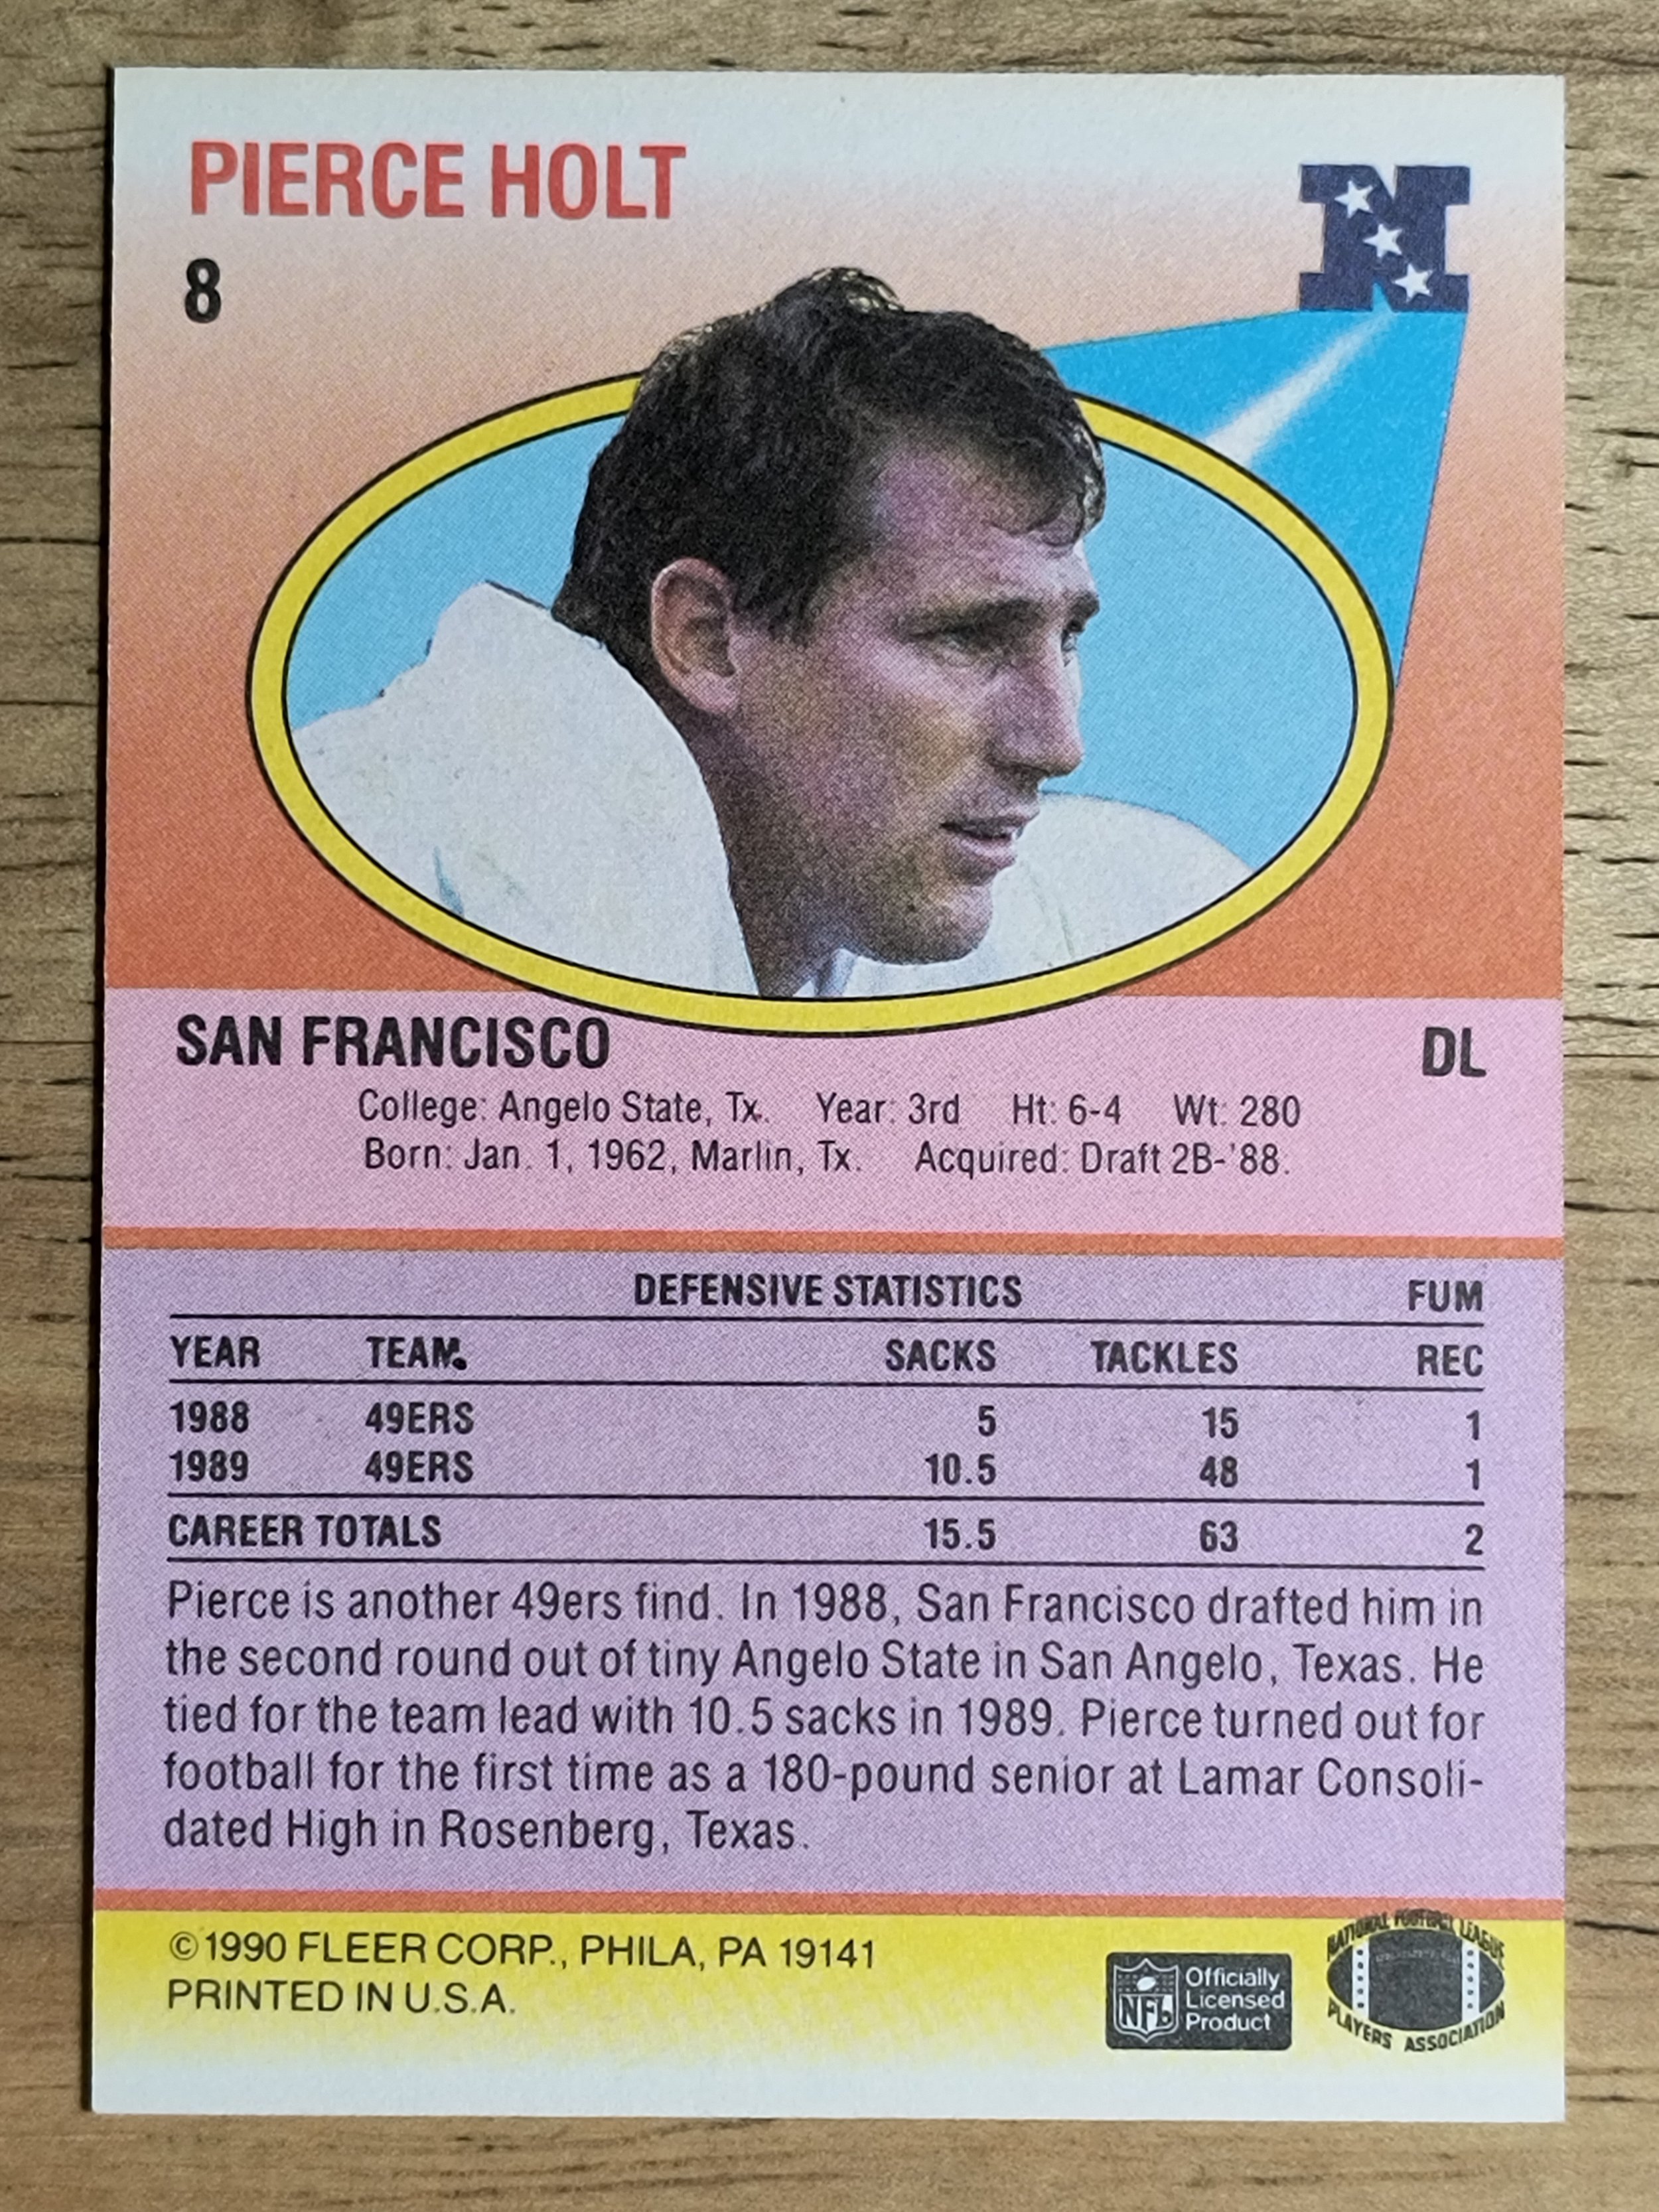 PIERCE HOLT
N
8
SAN FRANCISCO DL
College: Angelo State, Tx. Year: 3rd Ht: 6-4 Wt: 280
Born: Jan. 1, 1962, Marlin, Tx. Acquired: Draft 2B-'88.
DEFENSIVE STATISTICS FUM
YEAR TEAM. SACKS TACKLES REC
1988 49ERS 5 15 1
1989 49ERS 10.5 48 1
CAREER TOTALS 15.5 63 2
Pierce is another 49ers find. In 1988, San Francisco drafted him in
the second round out of tiny Angelo State in San Angelo, Texas. He
tied for the team lead with 10.5 sacks in 1989. Pierce turned out for
football for the first time as a 180-pound senior at Lamar Consoli-
dated High in Rosenberg, Texas.
©1990 FLEER CORP., PHILA, PA 19141
PRINTED IN U.S.A.
NFL
Officially
Licensed
Product
NATIONAL FOOTBALL LEAGUE
PLAYERS ASSOCIATION